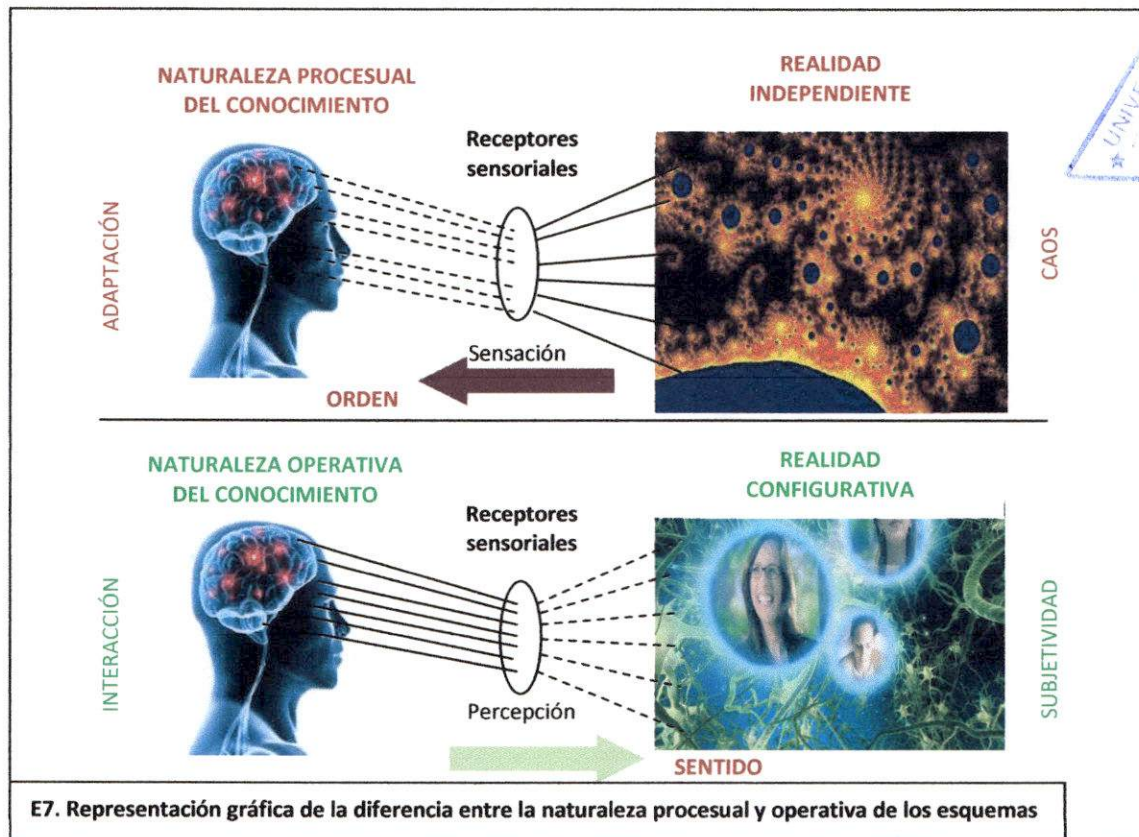 NATURALEZA PROCESUAL
DEL CONOCIMIENTO
REALIDAD
INDEPENDIENTE
Receptores
sensoriales
ADAPTACIÓN
CAOS
Sensación
ORDEN
NATURALEZA OPERATIVA
DEL CONOCIMIENTO
REALIDAD
CONFIGURATIVA
Receptores
sensoriales
INTERACCIÓN
SUBJETIVIDAD
Percepción
SENTIDO
E7. Representación gráfica de la diferencia entre la naturaleza procesual y operativa de los esquemas